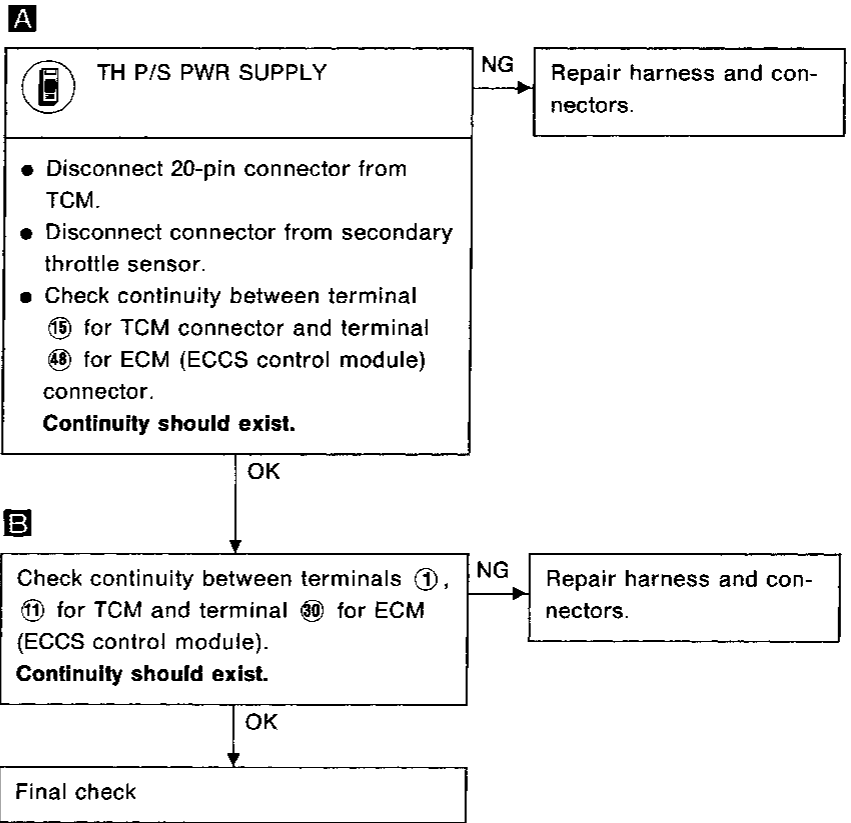 A
TH P/S PWR SUPPLY
NG
Repair harness and con-
nectors.
● Disconnect 20-pin connector from
TCM.
● Disconnect connector from secondary
throttle sensor.
● Check continuity between terminal
⑮ for TCM connector and terminal
㊽ for ECM (ECCS control module)
connector.
Continuity should exist.
OK
B
Check continuity between terminals ①,
⑪ for TCM and terminal ㉚ for ECM
(ECCS control module).
Continuity should exist.
NG
Repair harness and con-
nectors.
OK
Final check